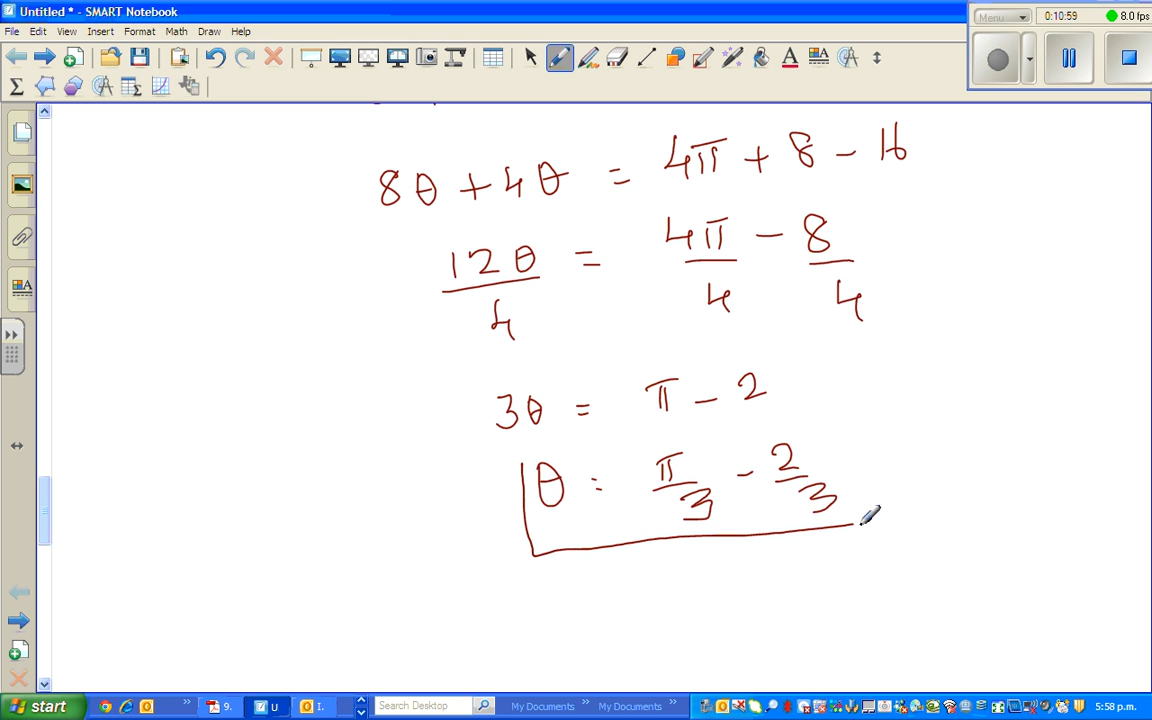 Untitled * - SMART Notebook
File Edit View Insert Format Math Draw Help
Menu 0:10:59 8.0 fps
8θ + 4θ = 4π + 8 - 16
12θ/4 = 4π/4 - 8/4
3θ = π - 2
θ = π/3 - 2/3
start 9. U I. Search Desktop My Documents » My Documents » 5:58 p.m.